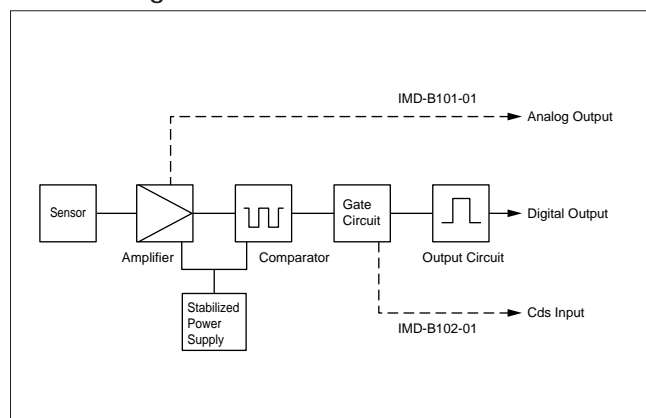 IMD-B101-01
Analog Output
Sensor
Gate
Circuit
Digital Output
Amplifier
Comparator
Output Circuit
Stabilized
Power
Supply
Cds Input
IMD-B102-01